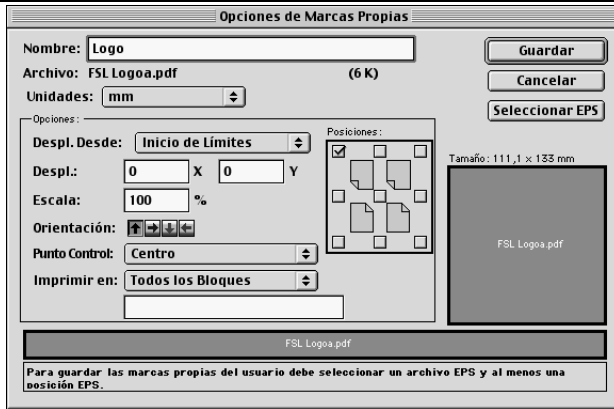 Opciones de Marcas Propias
Nombre: Logo
Guardar
Archivo: FSL Logoa.pdf (6 K)
Cancelar
Unidades: mm
Seleccionar EPS
Opciones:
Despl. Desde: Inicio de Límites
Posiciones:
Despl.: 0 X 0 Y
Tamaño: 111,1 x 133 mm
Escala: 100 %
Orientación:
FSL Logoa.pdf
Punto Control: Centro
Imprimir en: Todos los Bloques
FSL Logoa.pdf
Para guardar las marcas propias del usuario debe seleccionar un archivo EPS y al menos una
posición EPS.